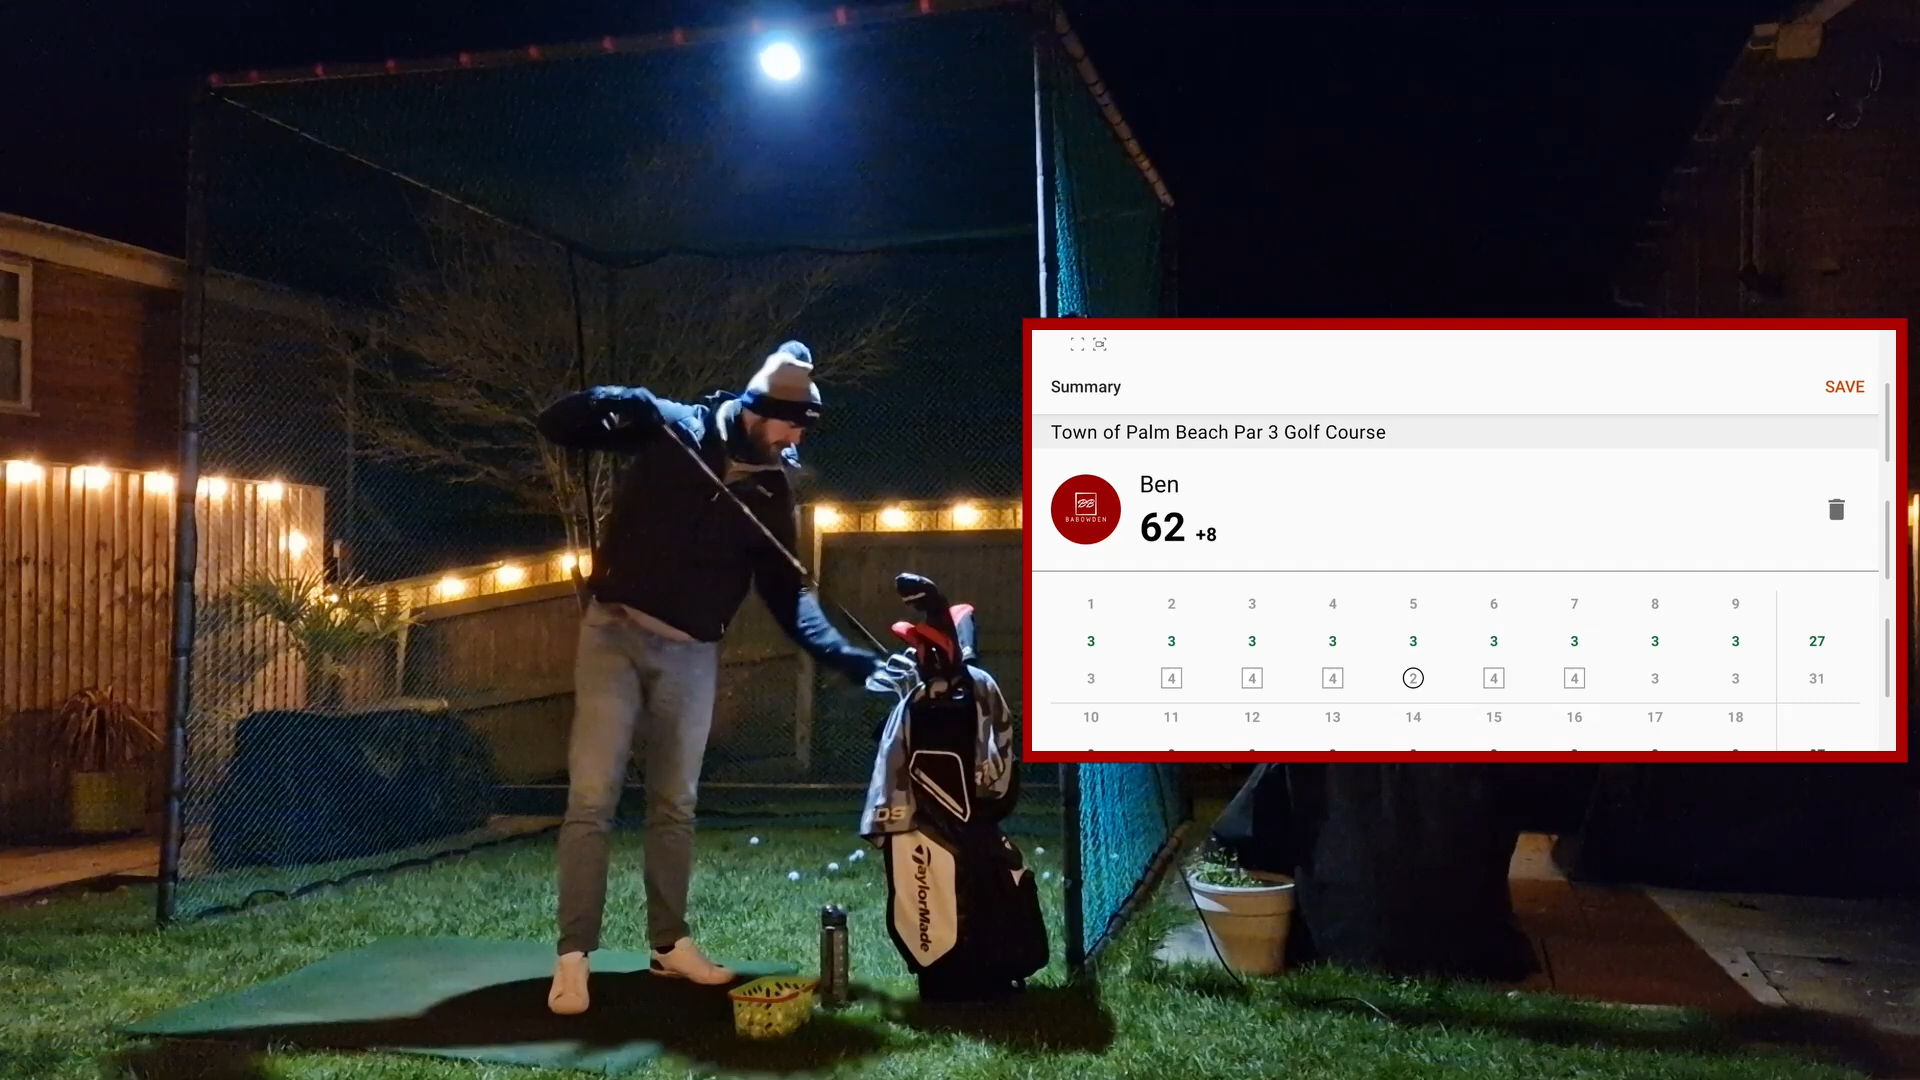 Summary
SAVE
Town of Palm Beach Par 3 Golf Course
BB
BABOWDEN
Ben
62 +8
1 2 3 4 5 6 7 8 9
3 3 3 3 3 3 3 3 3 27
3 4 4 4 2 4 4 3 3 31
10 11 12 13 14 15 16 17 18
TaylorMade